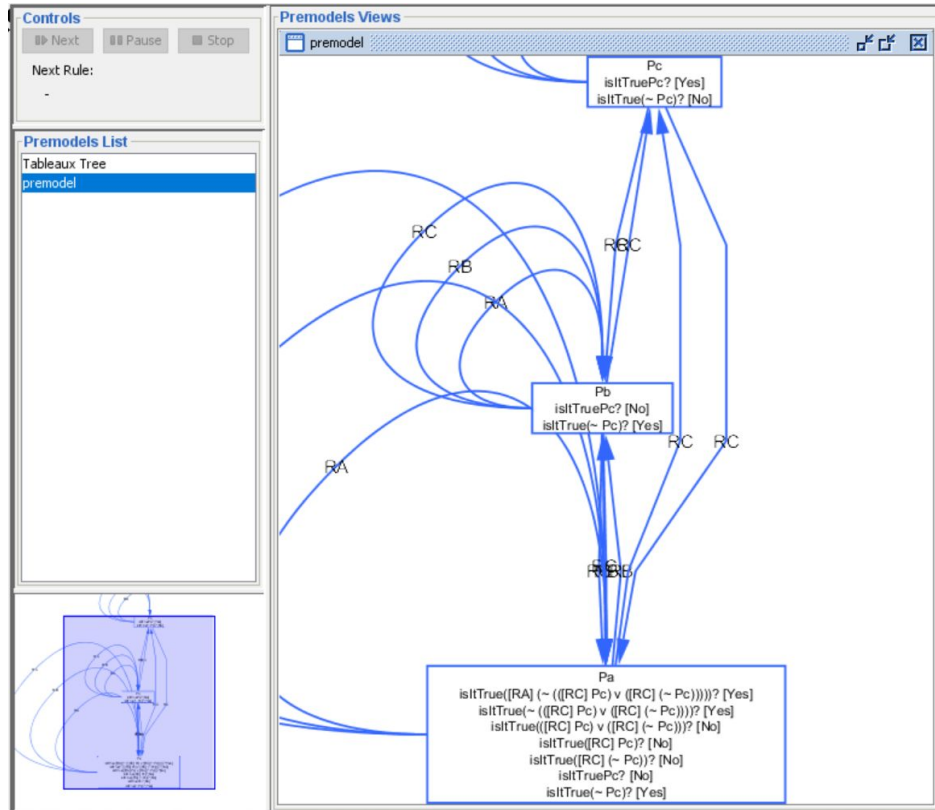 Controls
Next
Pause
Stop
Next Rule:
-
Premodels List
Tableaux Tree
premodel
Premodels Views
premodel
Pc
isItTruePc? [Yes]
isItTrue(~ Pc)? [No]
RC
RC
RB
RA
Pb
isItTruePc? [No]
isItTrue(~ Pc)? [Yes]
RC
RC
RA
Pa
isItTrue([RA] (~ (([RC] Pc) v ([RC] (~ Pc)))))? [Yes]
isItTrue(~ (([RC] Pc) v ([RC] (~ Pc))))? [Yes]
isItTrue(([RC] Pc) v ([RC] (~ Pc)))? [No]
isItTrue([RC] Pc)? [No]
isItTrue([RC] (~ Pc))? [No]
isItTruePc? [No]
isItTrue(~ Pc)? [Yes]